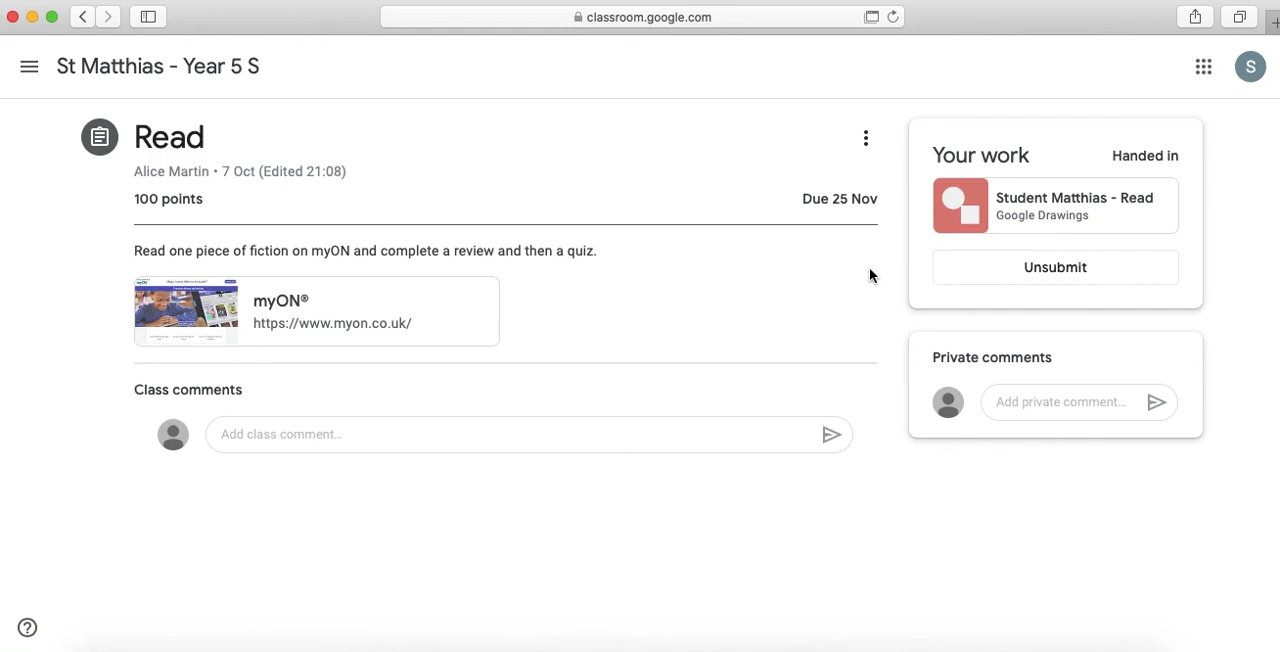 classroom.google.com
St Matthias - Year 5 S
S
Read
Alice Martin • 7 Oct (Edited 21:08)
100 points
Due 25 Nov
Read one piece of fiction on myON and complete a review and then a quiz.
myON®
https://www.myon.co.uk/
Class comments
Add class comment...
Your work
Handed in
Student Matthias - Read
Google Drawings
Unsubmit
Private comments
Add private comment...